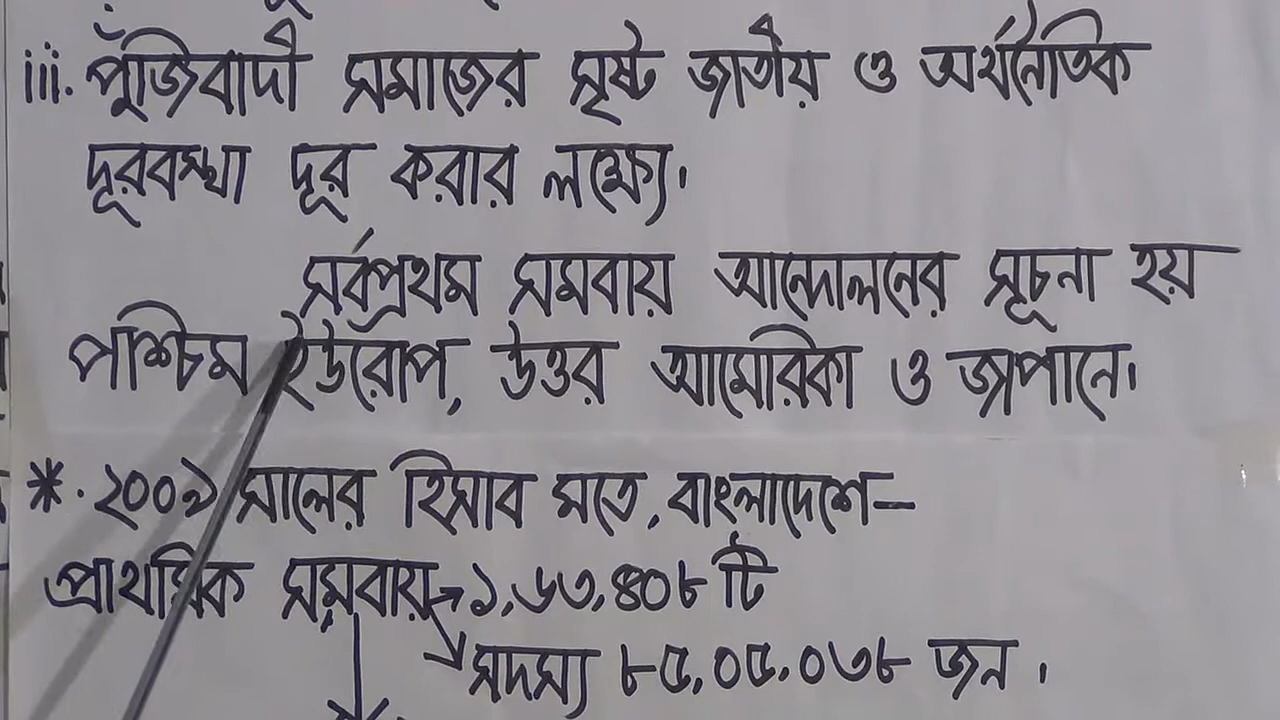 iii. পুঁজিবাদী সমাজের সৃষ্ট জাতীয় ও অর্থনৈতিক
দূরবস্থা দূর করার লক্ষ্যে।
সর্বপ্রথম সমবায় আন্দোলনের সূচনা হয়
পশ্চিম ইউরোপ, উত্তর আমেরিকা ও জাপানে।
*. ২০০৯ সালের হিসাব মতে, বাংলাদেশে—
প্রাথমিক সমবায় → ১,৬৩,৪০৮ টি
সদস্য ৮৫,০৫,০৩৮ জন।